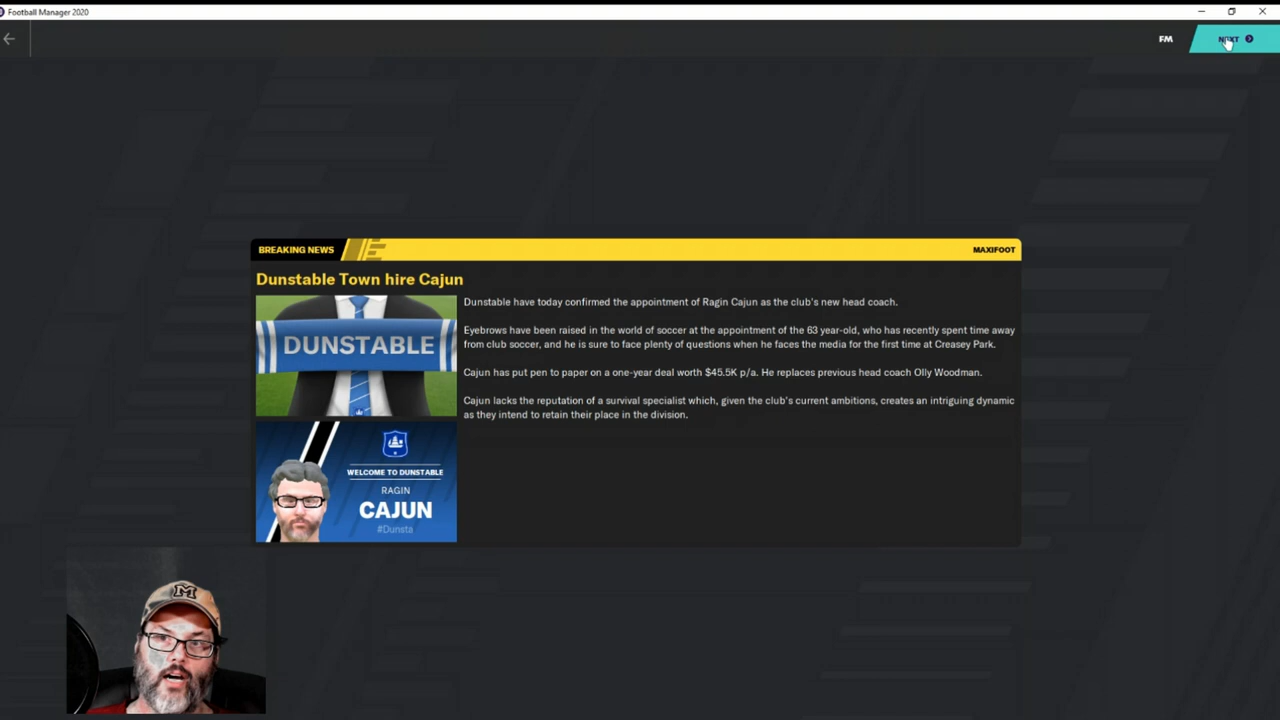 Football Manager 2020
FM
NEXT
BREAKING NEWS
MAXIFOOT
Dunstable Town hire Cajun
DUNSTABLE
Dunstable have today confirmed the appointment of Ragin Cajun as the club's new head coach.
Eyebrows have been raised in the world of soccer at the appointment of the 63 year-old, who has recently spent time away
from club soccer, and he is sure to face plenty of questions when he faces the media for the first time at Creasey Park.
Cajun has put pen to paper on a one-year deal worth $45.5K p/a. He replaces previous head coach Olly Woodman.
Cajun lacks the reputation of a survival specialist which, given the club's current ambitions, creates an intriguing dynamic
as they intend to retain their place in the division.
WELCOME TO DUNSTABLE
RAGIN
CAJUN
#Dunsta
M